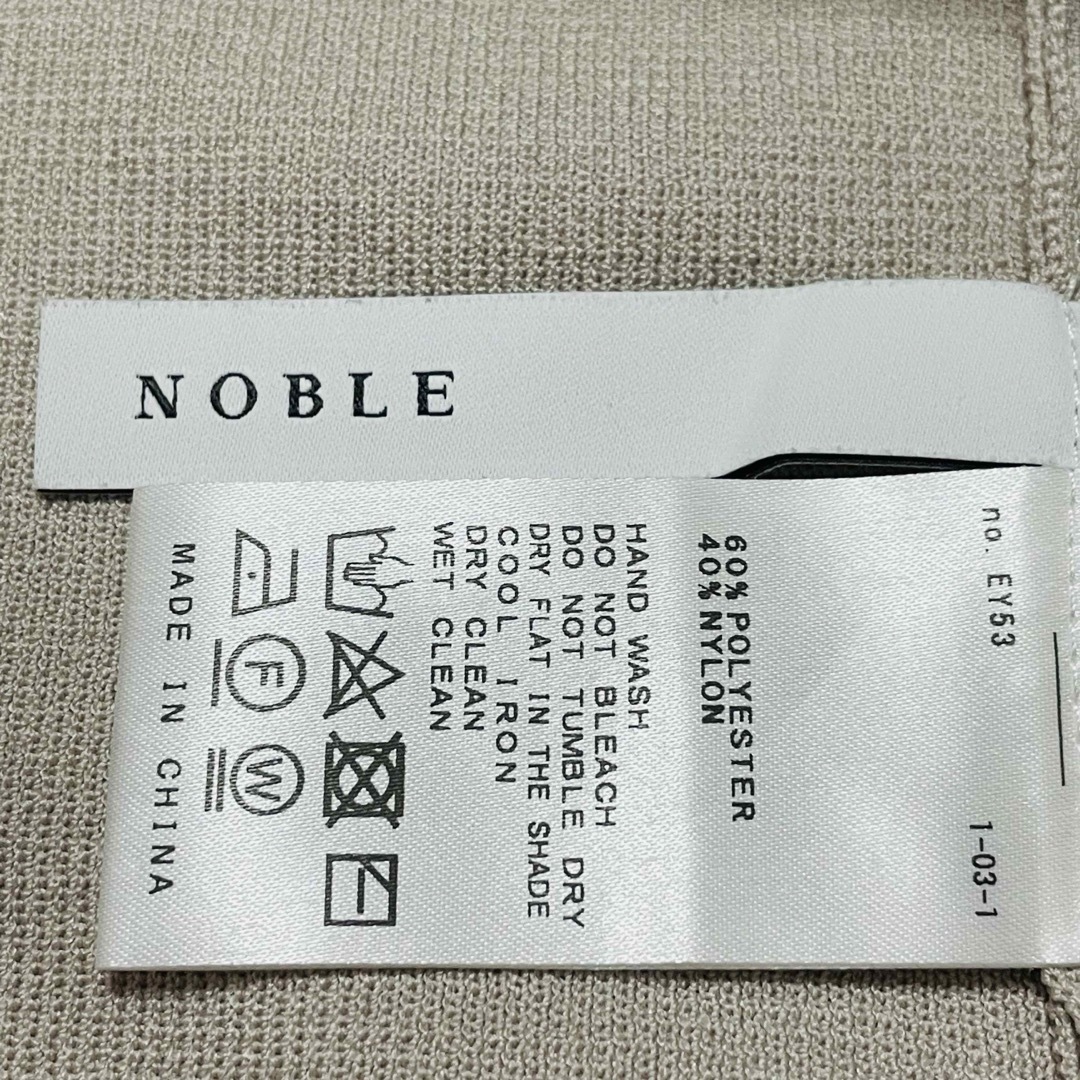 NOBLE
no. EY53 1-03-1
60% POLYESTER
40% NYLON
HAND WASH
DO NOT BLEACH
DO NOT TUMBLE DRY
DRY FLAT IN THE SHADE
COOL IRON
DRY CLEAN
WET CLEAN
F W
MADE IN CHINA